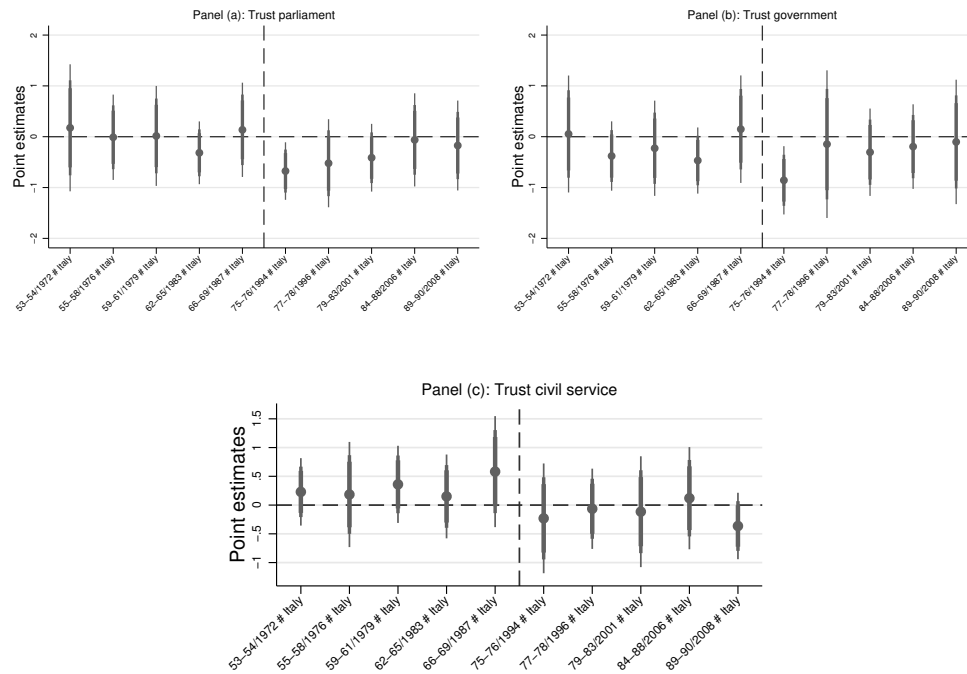 Panel (a): Trust parliament
Point estimates
2
1
0
−1
−2
53−54/1972 # Italy
55−58/1976 # Italy
59−61/1979 # Italy
62−65/1983 # Italy
66−69/1987 # Italy
75−76/1994 # Italy
77−78/1996 # Italy
79−83/2001 # Italy
84−88/2006 # Italy
89−90/2008 # Italy
Panel (b): Trust government
Point estimates
2
1
0
−1
−2
53−54/1972 # Italy
55−58/1976 # Italy
59−61/1979 # Italy
62−65/1983 # Italy
66−69/1987 # Italy
75−76/1994 # Italy
77−78/1996 # Italy
79−83/2001 # Italy
84−88/2006 # Italy
89−90/2008 # Italy
Panel (c): Trust civil service
Point estimates
1.5
1
.5
0
−.5
−1
53−54/1972 # Italy
55−58/1976 # Italy
59−61/1979 # Italy
62−65/1983 # Italy
66−69/1987 # Italy
75−76/1994 # Italy
77−78/1996 # Italy
79−83/2001 # Italy
84−88/2006 # Italy
89−90/2008 # Italy